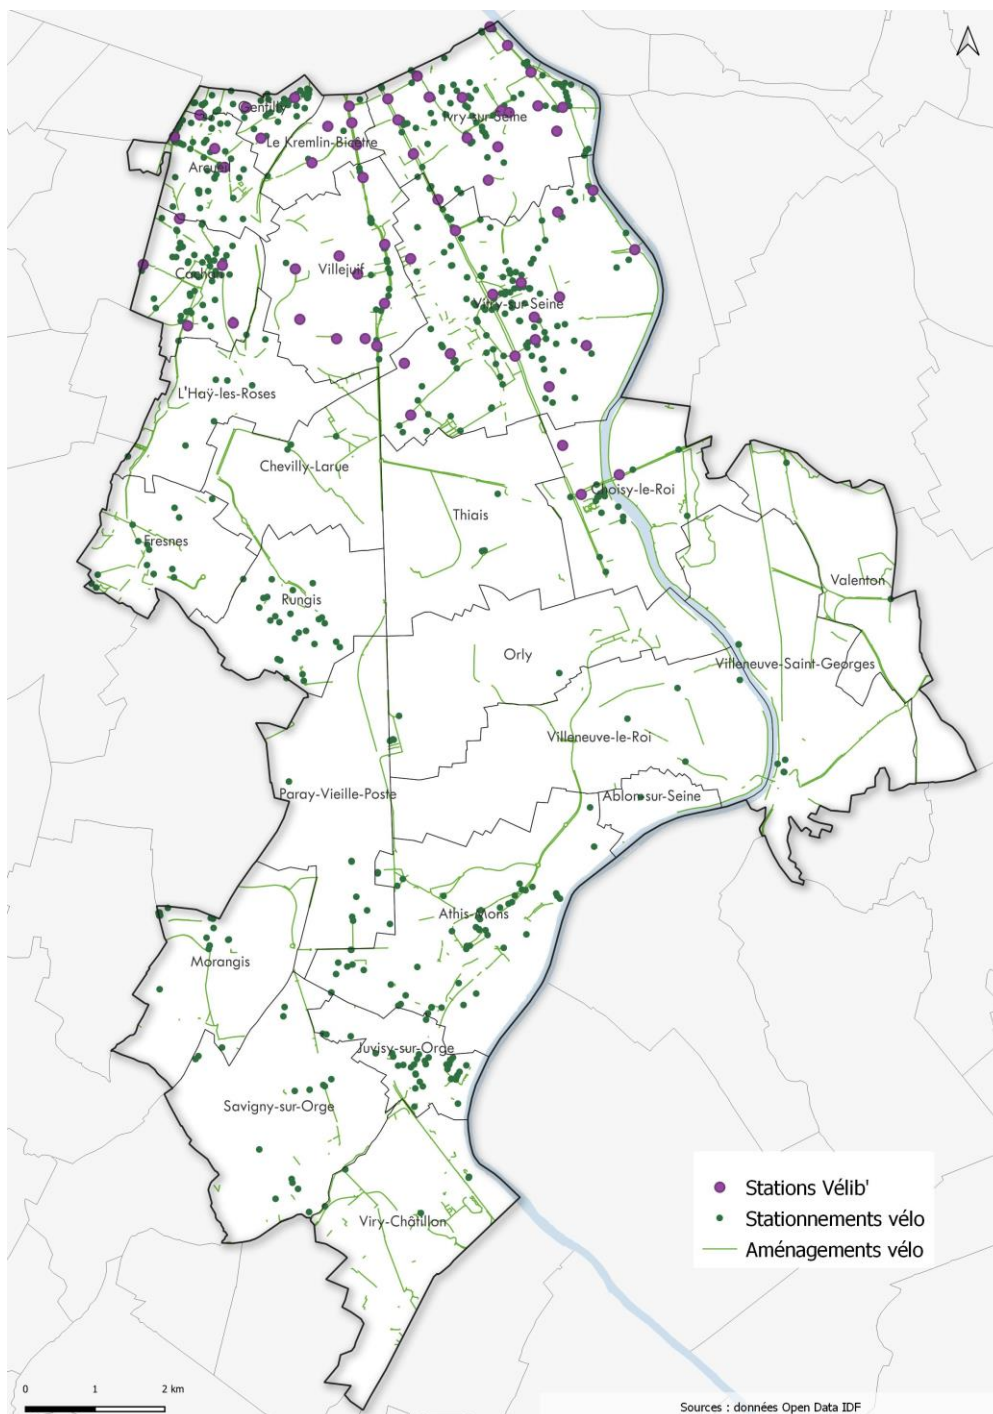 Gentilly
Ivry-sur-Seine
Le Kremlin-Bicêtre
Arcueil
Cachan
Villejuif
Vitry-sur-Seine
L'Haÿ-les-Roses
Chevilly-Larue
Choisy-le-Roi
Thiais
Fresnes
Valenton
Rungis
Orly
Villeneuve-Saint-Georges
Villeneuve-le-Roi
Paray-Vieille-Poste
Ablon-sur-Seine
Athis-Mons
Morangis
Juvisy-sur-Orge
Savigny-sur-Orge
Viry-Châtillon
Stations Vélib'
Stationnements vélo
Aménagements vélo
0 1 2 km
Sources : données Open Data IDF